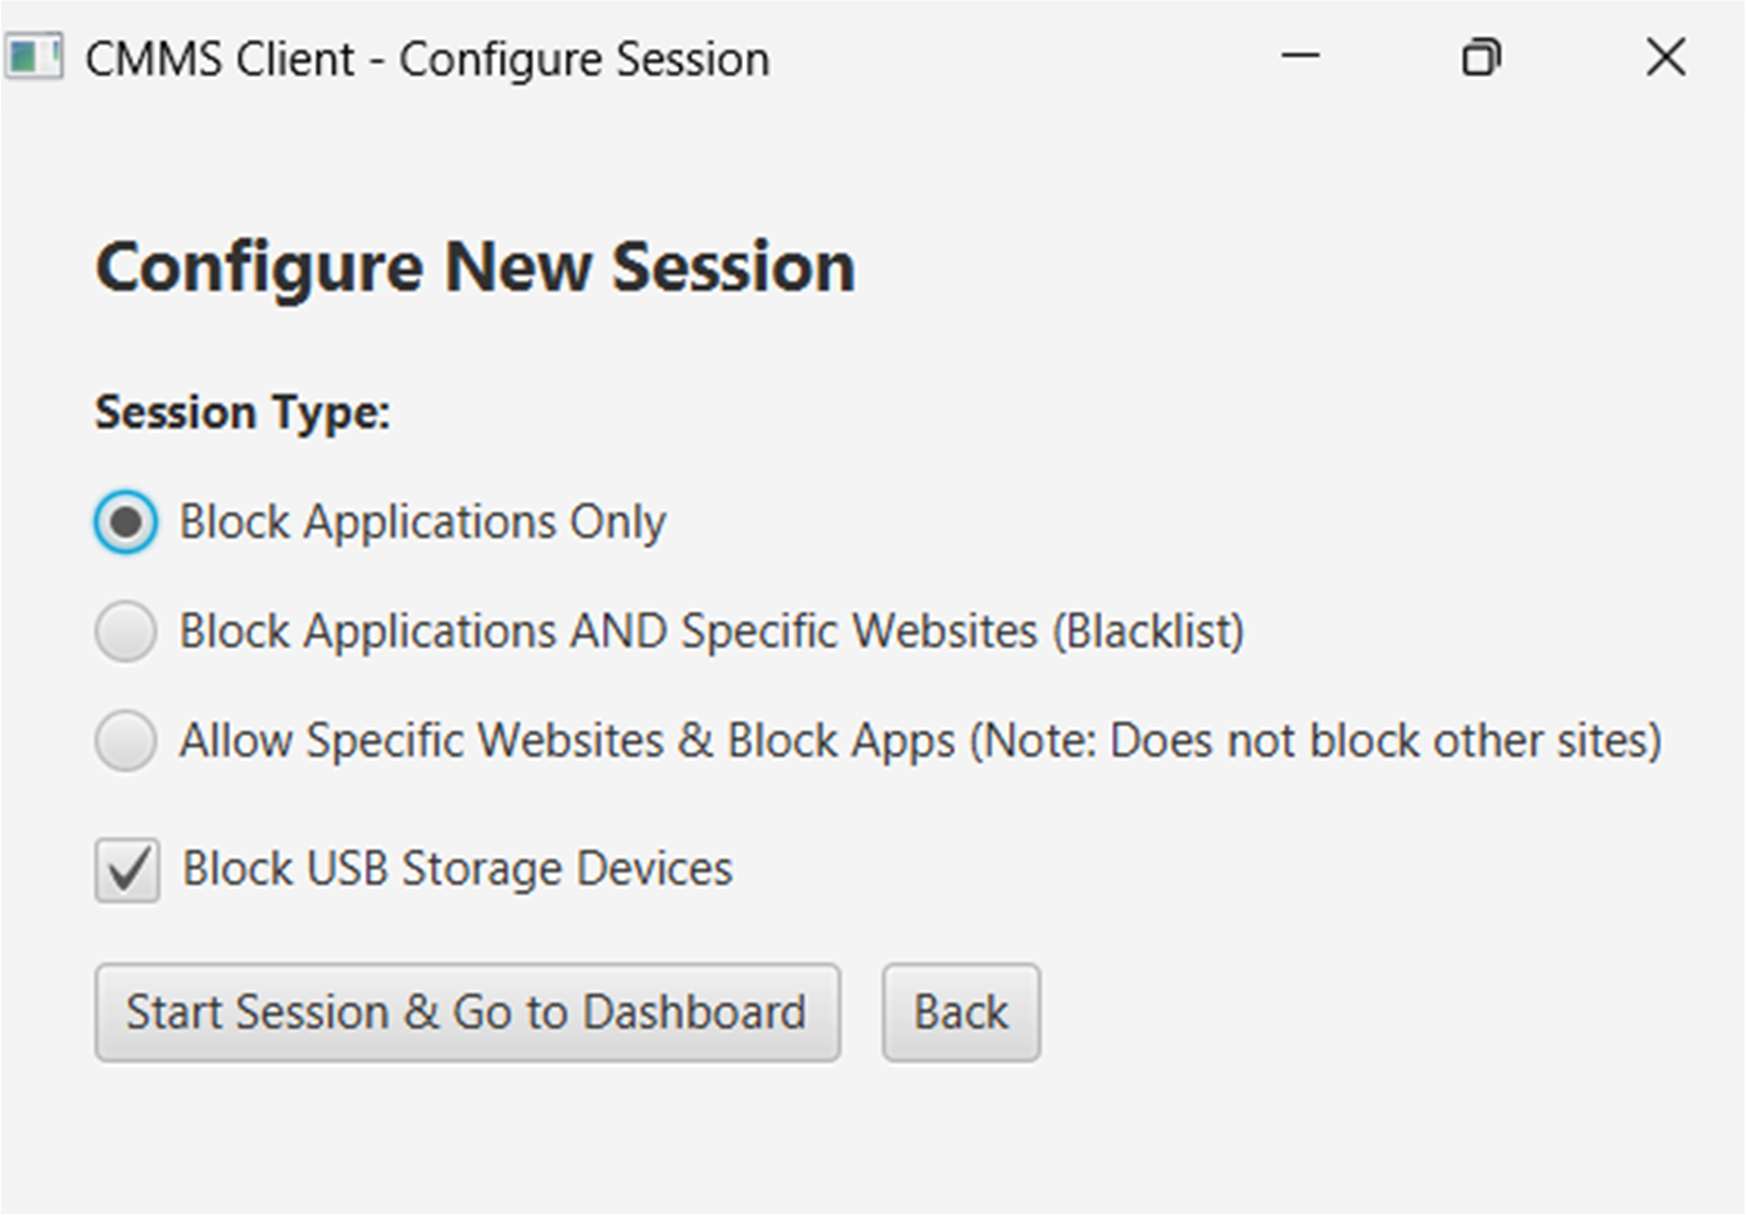 CMMS Client - Configure Session
Configure New Session
Session Type:
Block Applications Only
Block Applications AND Specific Websites (Blacklist)
Allow Specific Websites & Block Apps (Note: Does not block other sites)
Block USB Storage Devices
Start Session & Go to Dashboard
Back